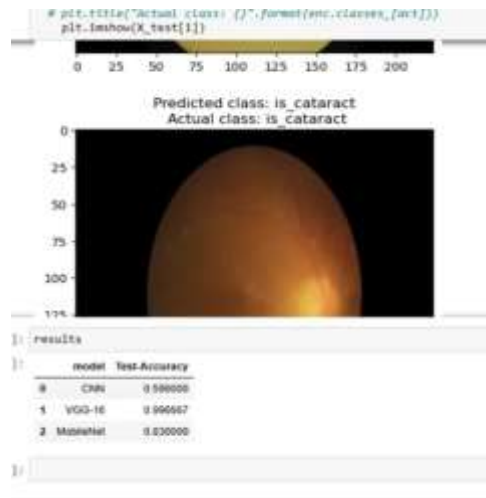 # plt.title("Actual class: {}".format(enc.classes_[act]))
plt.imshow(X_test[i])
0 25 50 75 100 125 150 175 200
Predicted class: is_cataract
Actual class: is_cataract
0
25
50
75
100
125
]: results
]: model Test-Accuracy
0 CNN
1 VGG-16
2 MobileNet
]: